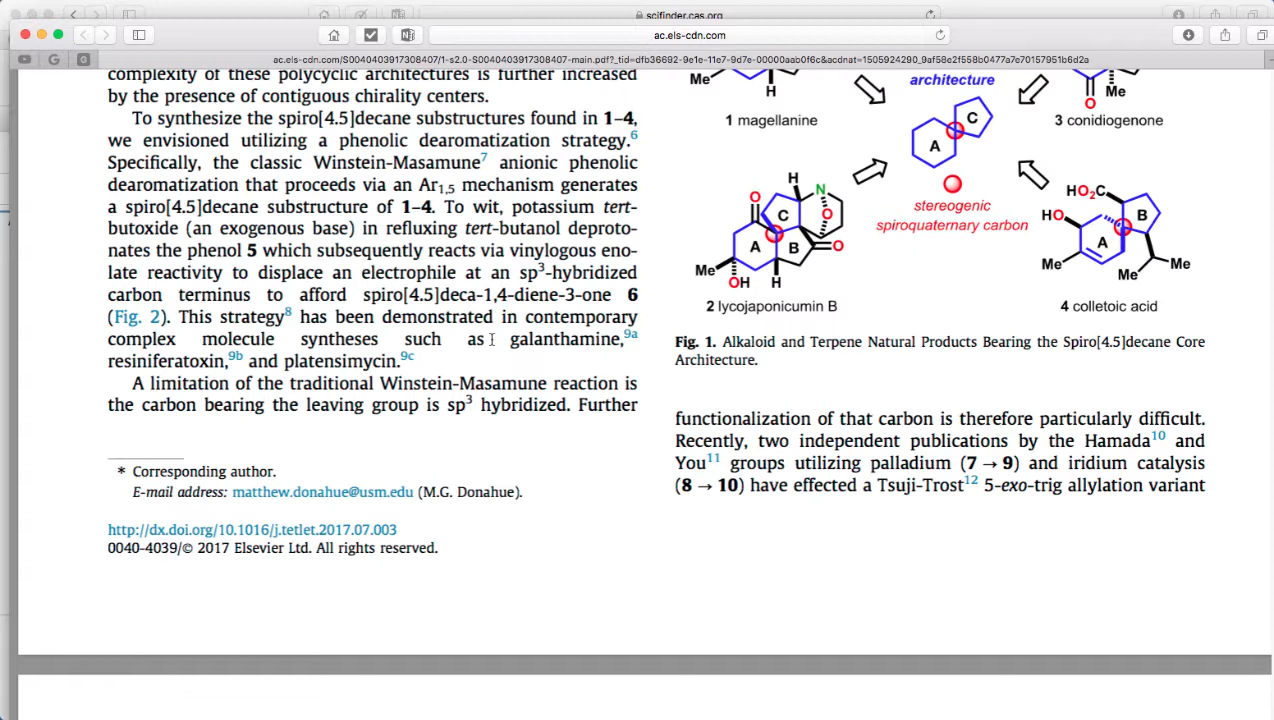 scifinder.cas.org
ac.els-cdn.com
ac.els-cdn.com/S0040403917308407/1-s2.0-S0040403917308407-main.pdf?_tid=dfb36692-9e1e-11e7-9d7e-00000aab0f6c&acdnat=1505924290_9af58e2f558b0477a7e70157951b6d2a
complexity of these polycyclic architectures is further increased
by the presence of contiguous chirality centers.
To synthesize the spiro[4.5]decane substructures found in 1–4,
we envisioned utilizing a phenolic dearomatization strategy.6
Specifically, the classic Winstein-Masamune7 anionic phenolic
dearomatization that proceeds via an Ar1,5 mechanism generates
a spiro[4.5]decane substructure of 1–4. To wit, potassium tert-
butoxide (an exogenous base) in refluxing tert-butanol deproto-
nates the phenol 5 which subsequently reacts via vinylogous eno-
late reactivity to displace an electrophile at an sp3-hybridized
carbon terminus to afford spiro[4.5]deca-1,4-diene-3-one 6
(Fig. 2). This strategy8 has been demonstrated in contemporary
complex molecule syntheses such as galanthamine,9a
resiniferatoxin,9b and platensimycin.9c
A limitation of the traditional Winstein-Masamune reaction is
the carbon bearing the leaving group is sp3 hybridized. Further
* Corresponding author.
E-mail address: matthew.donahue@usm.edu (M.G. Donahue).
http://dx.doi.org/10.1016/j.tetlet.2017.07.003
0040-4039/© 2017 Elsevier Ltd. All rights reserved.
H
1 magellanine
architecture
C
A
O
Me
3 conidiogenone
H
N
O
O
C
A
B
O
Me
OH
H
2 lycojaponicumin B
stereogenic
spiroquaternary carbon
HO2C
HO
B
A
Me
Me
Me
4 colletoic acid
Fig. 1. Alkaloid and Terpene Natural Products Bearing the Spiro[4.5]decane Core
Architecture.
functionalization of that carbon is therefore particularly difficult.
Recently, two independent publications by the Hamada10 and
You11 groups utilizing palladium (7 → 9) and iridium catalysis
(8 → 10) have effected a Tsuji-Trost12 5-exo-trig allylation variant